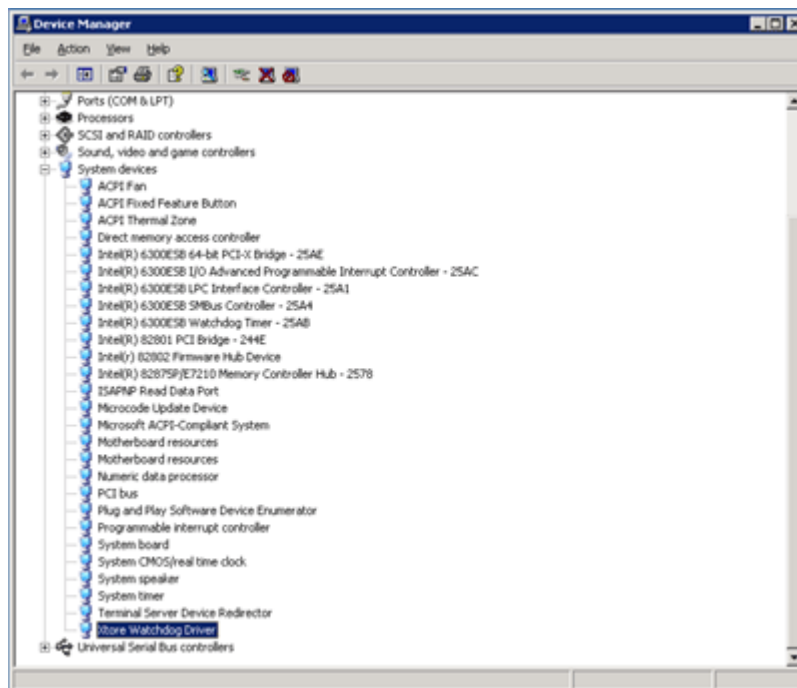 Device Manager
File Action View Help
Ports (COM & LPT)
Processors
SCSI and RAID controllers
Sound, video and game controllers
System devices
ACPI Fan
ACPI Fixed Feature Button
ACPI Thermal Zone
Direct memory access controller
Intel(R) 6300ESB 64-bit PCI-X Bridge - 25AE
Intel(R) 6300ESB I/O Advanced Programmable Interrupt Controller - 25AC
Intel(R) 6300ESB LPC Interface Controller - 25A1
Intel(R) 6300ESB SMBus Controller - 25A4
Intel(R) 6300ESB Watchdog Timer - 25AB
Intel(R) 82801 PCI Bridge - 244E
Intel(r) 82802 Firmware Hub Device
Intel(R) 82875P/E7210 Memory Controller Hub - 2578
ISAPNP Read Data Port
Microcode Update Device
Microsoft ACPI-Compliant System
Motherboard resources
Motherboard resources
Numeric data processor
PCI bus
Plug and Play Software Device Enumerator
Programmable interrupt controller
System board
System CMOS/real time clock
System speaker
System timer
Terminal Server Device Redirector
Xtore Watchdog Driver
Universal Serial Bus controllers